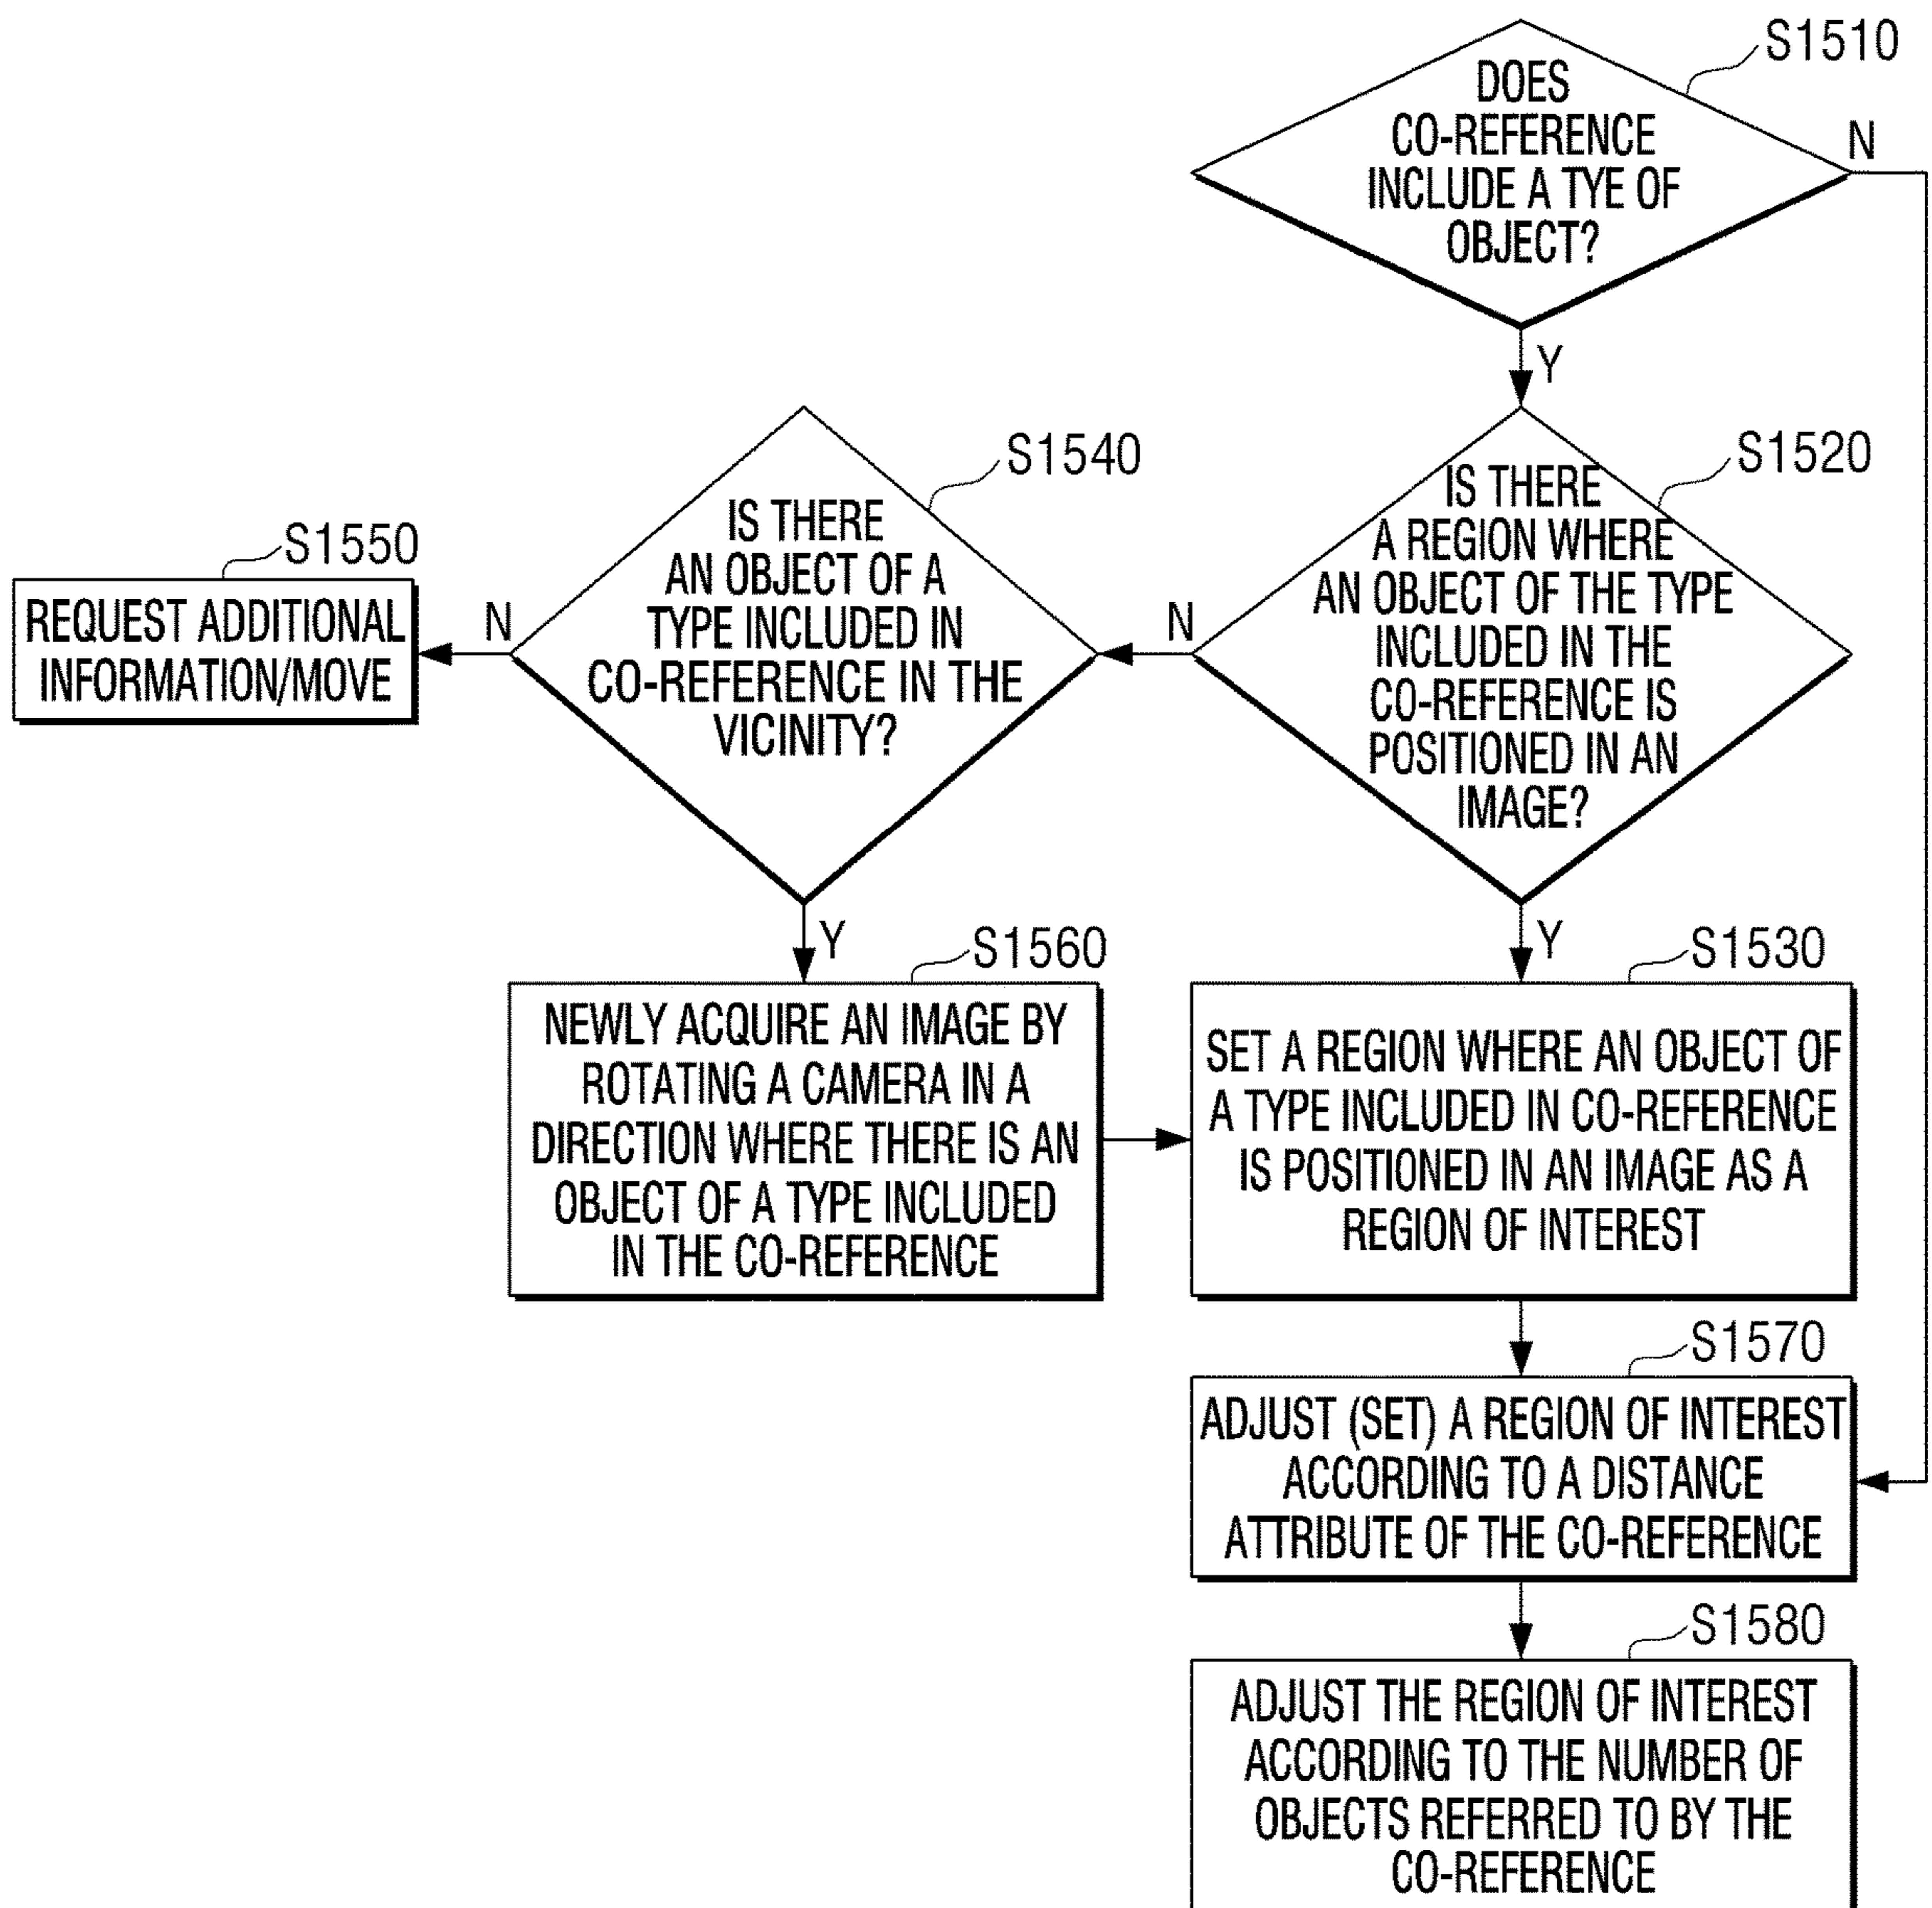 S1510
DOES
CO-REFERENCE
INCLUDE A TYE OF
OBJECT?
N
Y
S1520
IS THERE
A REGION WHERE
AN OBJECT OF THE TYPE
INCLUDED IN THE
CO-REFERENCE IS
POSITIONED IN AN
IMAGE?
N
Y
S1540
IS THERE
AN OBJECT OF A
TYPE INCLUDED IN
CO-REFERENCE IN THE
VICINITY?
N
Y
S1550
REQUEST ADDITIONAL
INFORMATION/MOVE
S1560
NEWLY ACQUIRE AN IMAGE BY
ROTATING A CAMERA IN A
DIRECTION WHERE THERE IS AN
OBJECT OF A TYPE INCLUDED
IN THE CO-REFERENCE
S1530
SET A REGION WHERE AN OBJECT OF
A TYPE INCLUDED IN CO-REFERENCE
IS POSITIONED IN AN IMAGE AS A
REGION OF INTEREST
S1570
ADJUST (SET) A REGION OF INTEREST
ACCORDING TO A DISTANCE
ATTRIBUTE OF THE CO-REFERENCE
S1580
ADJUST THE REGION OF INTEREST
ACCORDING TO THE NUMBER OF
OBJECTS REFERRED TO BY THE
CO-REFERENCE